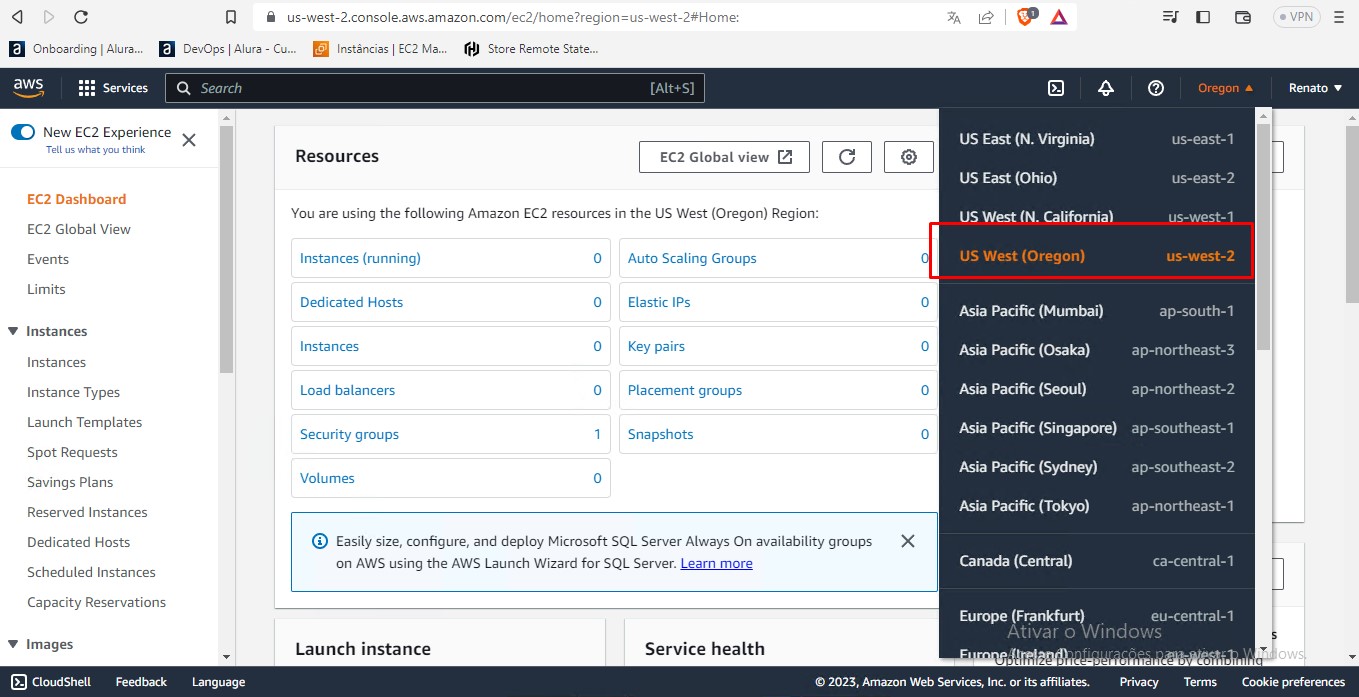 us-west-2.console.aws.amazon.com/ec2/home?region=us-west-2#Home:
1
VPN
Onboarding | Alura...
DevOps | Alura - Cu...
Instâncias | EC2 Ma...
Store Remote State...
aws
Services
Search
[Alt+S]
Oregon
Renato
New EC2 Experience
Tell us what you think
EC2 Dashboard
EC2 Global View
Events
Limits
Instances
Instances
Instance Types
Launch Templates
Spot Requests
Savings Plans
Reserved Instances
Dedicated Hosts
Scheduled Instances
Capacity Reservations
Images
Resources
EC2 Global view
You are using the following Amazon EC2 resources in the US West (Oregon) Region:
Instances (running) 0
Auto Scaling Groups 0
Dedicated Hosts 0
Elastic IPs 0
Instances 0
Key pairs 0
Load balancers 0
Placement groups 0
Security groups 1
Snapshots 0
Volumes 0
Easily size, configure, and deploy Microsoft SQL Server Always On availability groups
on AWS using the AWS Launch Wizard for SQL Server. Learn more
Launch instance
Service health
US East (N. Virginia) us-east-1
US East (Ohio) us-east-2
US West (N. California) us-west-1
US West (Oregon) us-west-2
Asia Pacific (Mumbai) ap-south-1
Asia Pacific (Osaka) ap-northeast-3
Asia Pacific (Seoul) ap-northeast-2
Asia Pacific (Singapore) ap-southeast-1
Asia Pacific (Sydney) ap-southeast-2
Asia Pacific (Tokyo) ap-northeast-1
Canada (Central) ca-central-1
Europe (Frankfurt) eu-central-1
Europe (Ireland) eu-west-1
Ativar o Windows
configurações para ativar o Windows.
Optimize price-performance by combining
CloudShell
Feedback
Language
© 2023, Amazon Web Services, Inc. or its affiliates.
Privacy
Terms
Cookie preferences